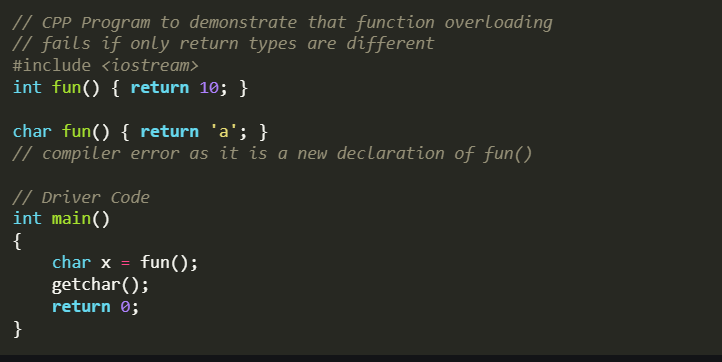 // CPP Program to demonstrate that function overloading
// fails if only return types are different
#include <iostream>
int fun() { return 10; }
char fun() { return 'a'; }
// compiler error as it is a new declaration of fun()
// Driver Code
int main()
{
    char x = fun();
    getchar();
    return 0;
}